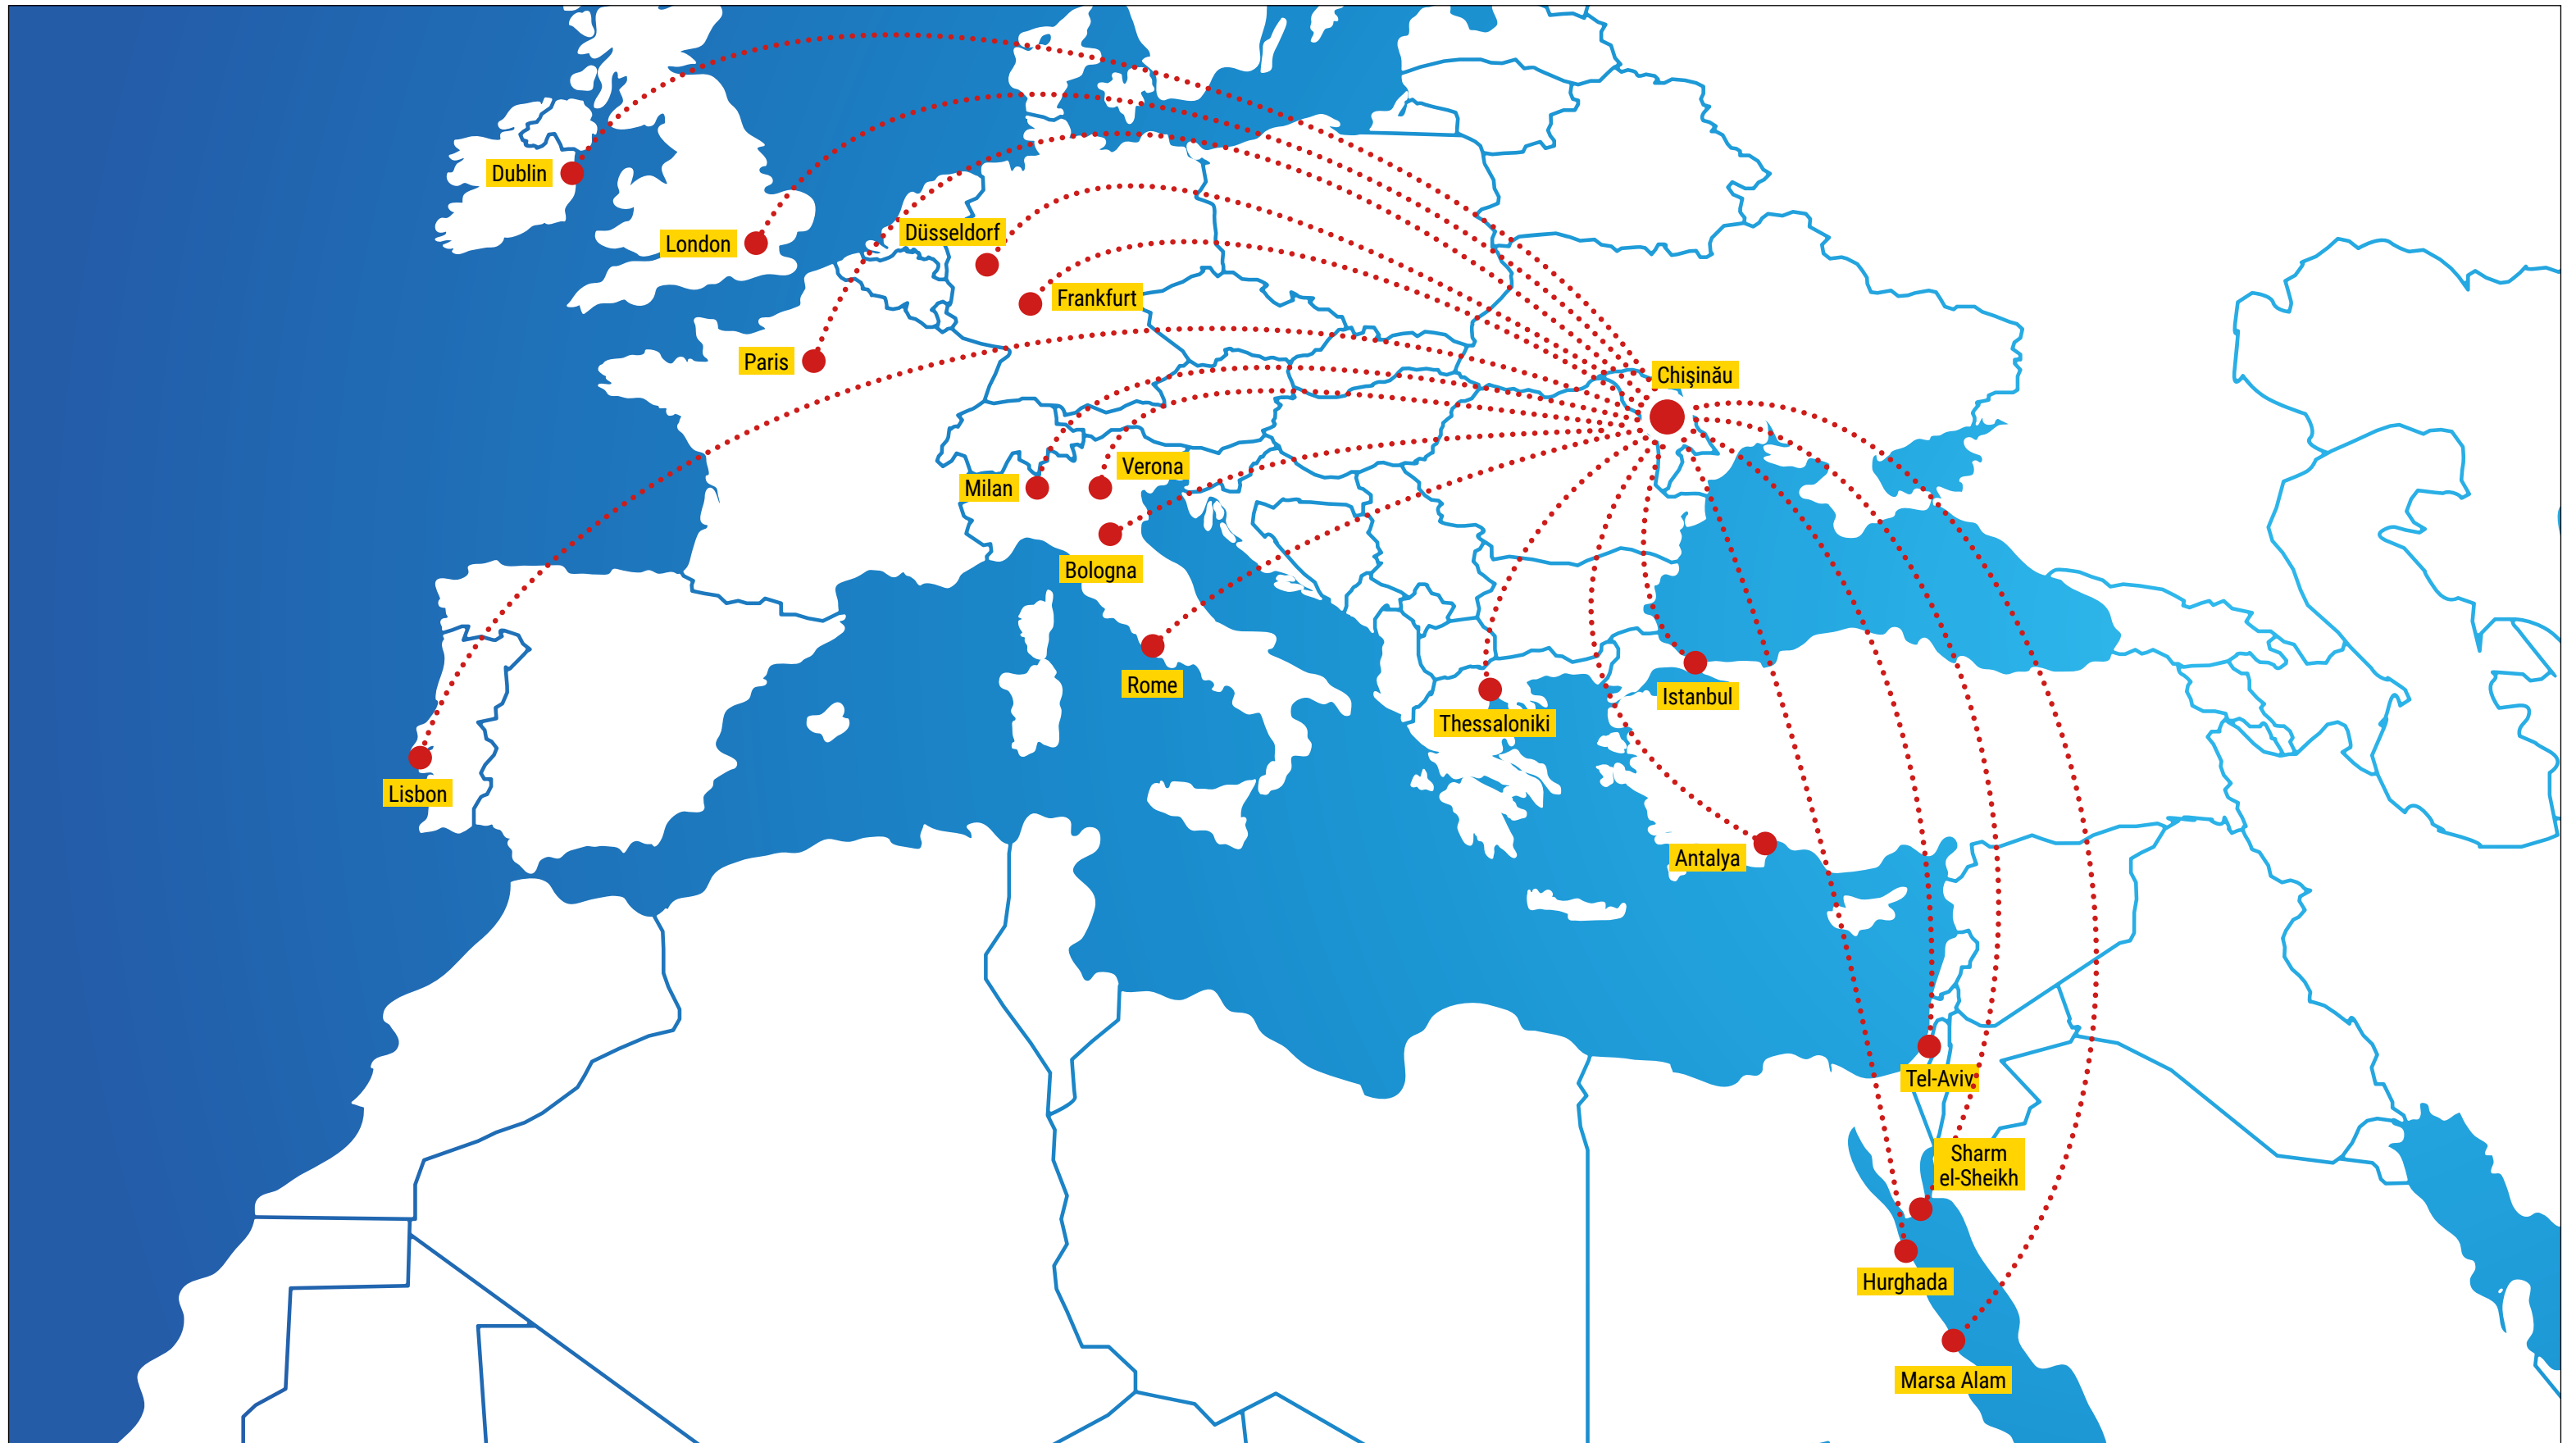 Dublin
London
Düsseldorf
Frankfurt
Paris
Chişinău
Verona
Milan
Bologna
Rome
Istanbul
Thessaloniki
Lisbon
Antalya
Tel-Aviv
Sharm
el-Sheikh
Hurghada
Marsa Alam